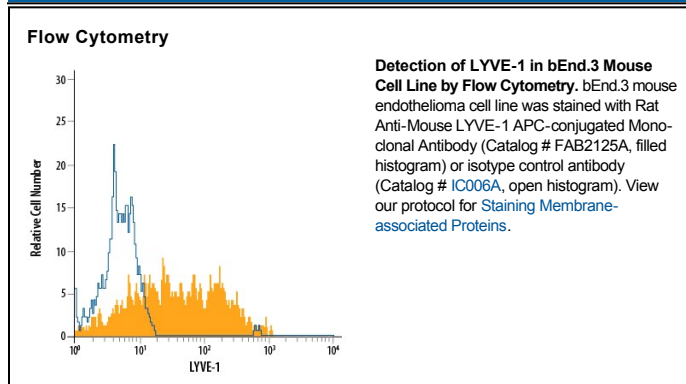 Flow Cytometry
Detection of LYVE-1 in bEnd.3 Mouse
Cell Line by Flow Cytometry. bEnd.3 mouse
endothelioma cell line was stained with Rat
Anti-Mouse LYVE-1 APC-conjugated Mono-
clonal Antibody (Catalog # FAB2125A, filled
histogram) or isotype control antibody
(Catalog # IC006A, open histogram). View
our protocol for Staining Membrane-
associated Proteins.
Relative Cell Number
30
25
20
15
10
5
0
10⁰ 10¹ 10² 10³ 10⁴
LYVE-1